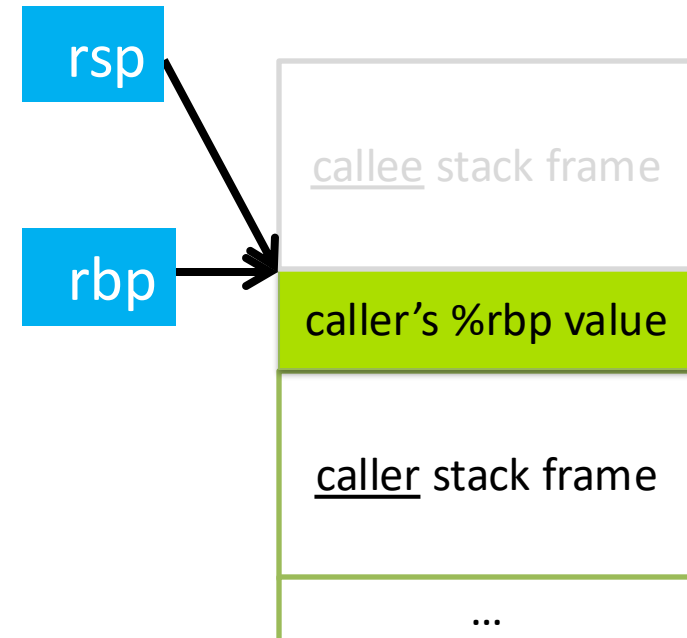 rsp
callee stack frame
rbp
caller’s %rbp value
caller stack frame
…